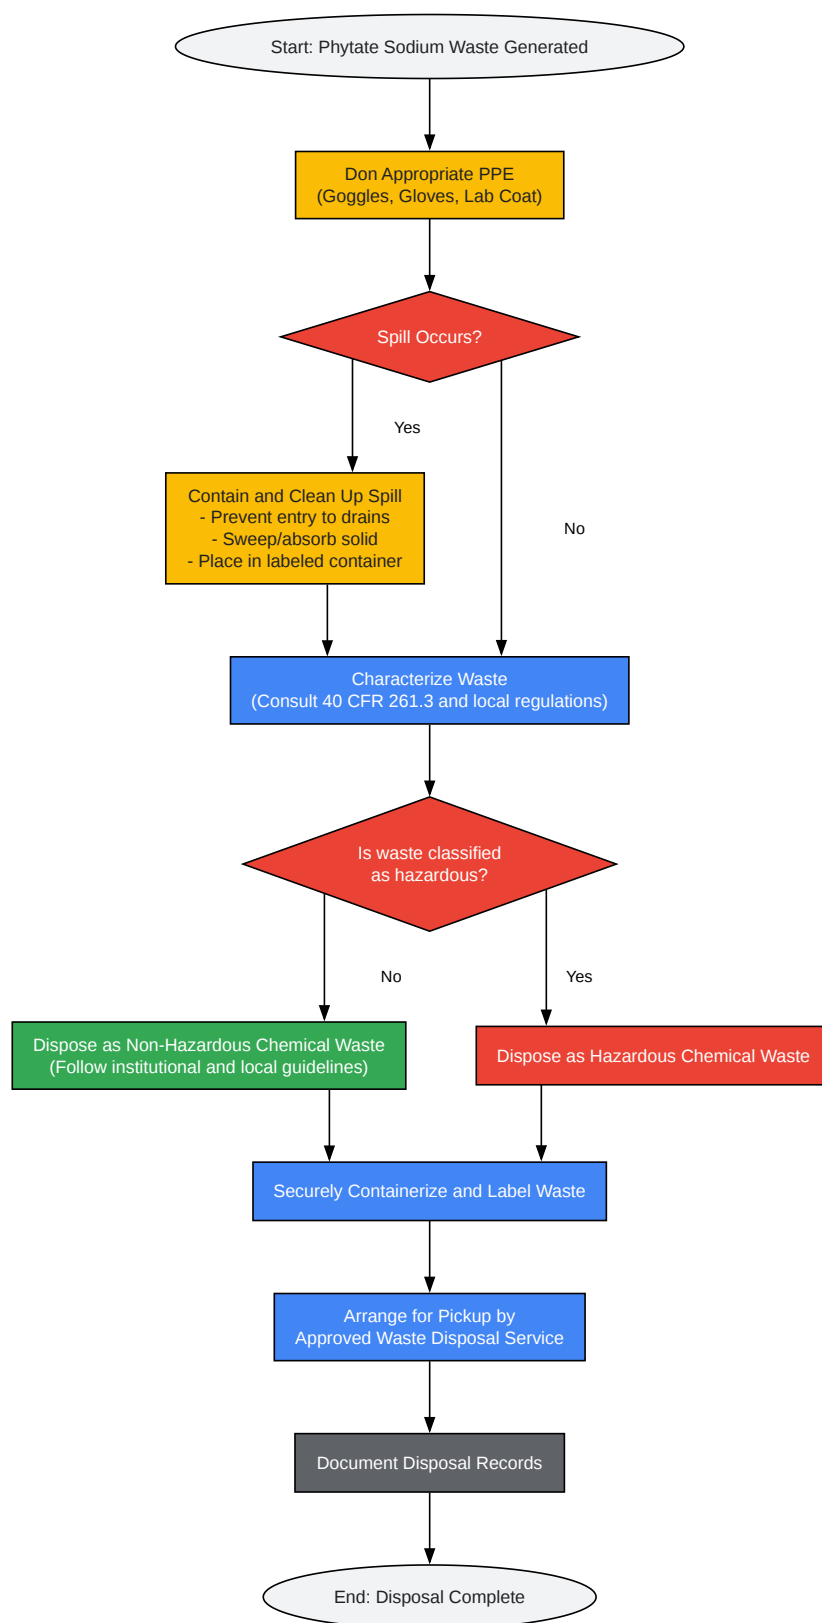 Start: Phytate Sodium Waste Generated
Don Appropriate PPE
(Goggles, Gloves, Lab Coat)
Spill Occurs?
Yes
Contain and Clean Up Spill
- Prevent entry to drains
- Sweep/absorb solid
- Place in labeled container
No
Characterize Waste
(Consult 40 CFR 261.3 and local regulations)
Is waste classified
as hazardous?
No
Yes
Dispose as Non-Hazardous Chemical Waste
(Follow institutional and local guidelines)
Dispose as Hazardous Chemical Waste
Securely Containerize and Label Waste
Arrange for Pickup by
Approved Waste Disposal Service
Document Disposal Records
End: Disposal Complete